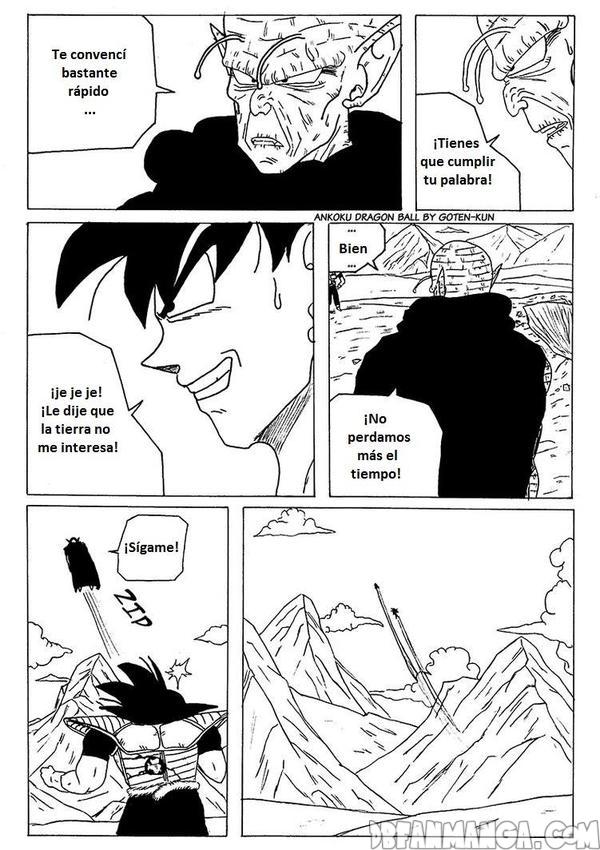 Te convencí
bastante
rápido
...
¡Tienes
que cumplir
tu palabra!
ANKOKU DRAGON BALL BY GOTEN-KUN
¡je je je!
¡Le dije que
la tierra no
me interesa!
...
Bien
...
¡No
perdamos
más el
tiempo!
¡Sígame!
ZIP
DBFANMANGA.COM